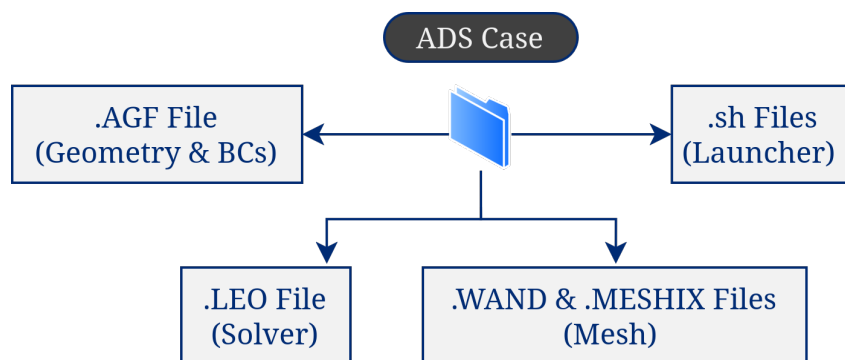 ADS Case
.AGF File
(Geometry & BCs)
.sh Files
(Launcher)
.LEO File
(Solver)
.WAND & .MESHIX Files
(Mesh)